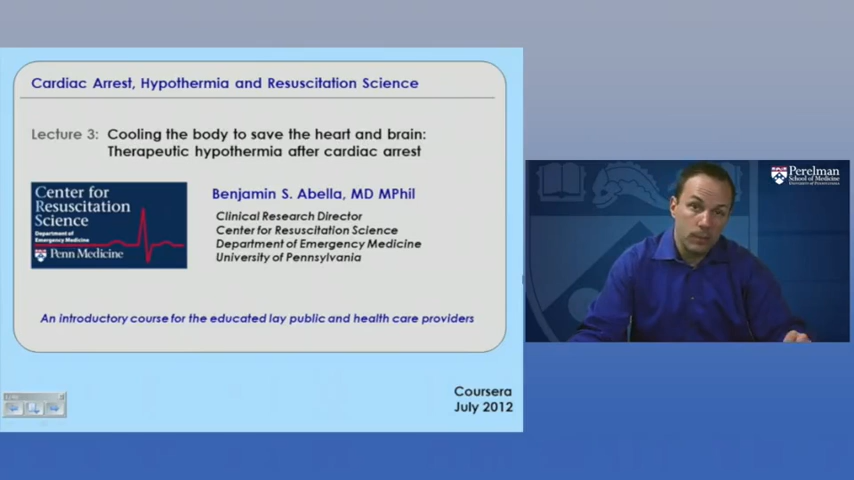 Cardiac Arrest, Hypothermia and Resuscitation Science
Lecture 3: Cooling the body to save the heart and brain:
Therapeutic hypothermia after cardiac arrest
Center for
Resuscitation
Science
Department of
Emergency Medicine
Penn Medicine
Benjamin S. Abella, MD MPhil
Clinical Research Director
Center for Resuscitation Science
Department of Emergency Medicine
University of Pennsylvania
An introductory course for the educated lay public and health care providers
Coursera
July 2012
Perelman
School of Medicine
University of Pennsylvania